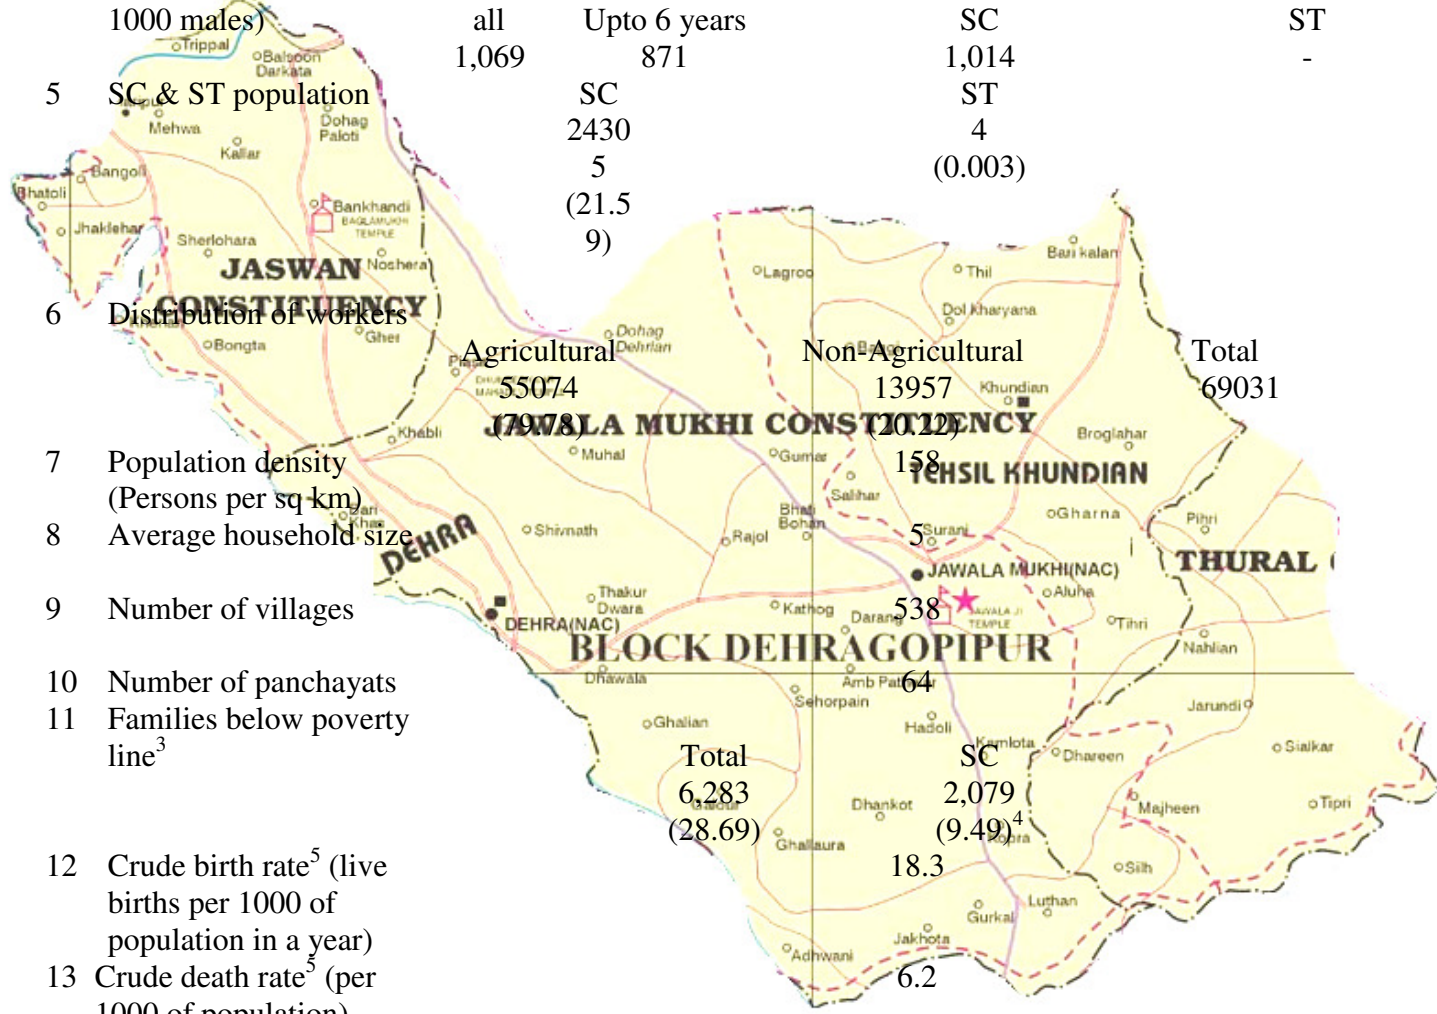 1000 males) all Upto 6 years SC ST
1,069 871 1,014 -
Trippal
Balsoon
Darkata
5 SC & ST population SC ST
2430 4
5 (0.003)
(21.5
9)
Mehwa
Dohag
Paloti
Kallar
Bangoli
Bhatoli
Bankhandi
BAGLAMUKHI
TEMPLE
Jhaklehar
Sherlohara
Noshera
JASWAN
CONSTITUENCY
Lagroo
Thil
Bari kalan
6 Distribution of workers
Dol Kharyana
Gher
Bongta
Dohag
Dehrian
Agricultural Non-Agricultural Total
55074 13957 69031
(79.78) (20.22)
Khundian
JAWALA MUKHI CONSTITUENCY
Khabli
Muhal
Gumar
Broglahar
7 Population density 158
(Persons per sq km)
TEHSIL KHUNDIAN
Salihar
Bari
Khas
Bhati
Bohan
Gharna
Pihri
8 Average household size 5
DEHRA
Shivnath
Rajol
Surani
THURAL
JAWALA MUKHI(NAC)
Thakur
Dwara
Aluha
9 Number of villages 538
Kathog
Darang
JAWALA JI
TEMPLE
Tihri
DEHRA(NAC)
Nahlian
BLOCK DEHRAGOPIPUR
10 Number of panchayats 64
Dhawala
Amb Pathiar
Sehorpain
Jarundi
11 Families below poverty
line3
Ghalian
Hadoli
Kamlota
Dhareen
Sialkar
Total SC
6,283 2,079
(28.69) (9.49)4
Dhankot
Majheen
Tipri
Ghallaura
Kopra
12 Crude birth rate5 (live 18.3
births per 1000 of
population in a year)
Silh
Gurkal
Luthan
Jakhota
Adhwani
13 Crude death rate5 (per 6.2
1000 of population)